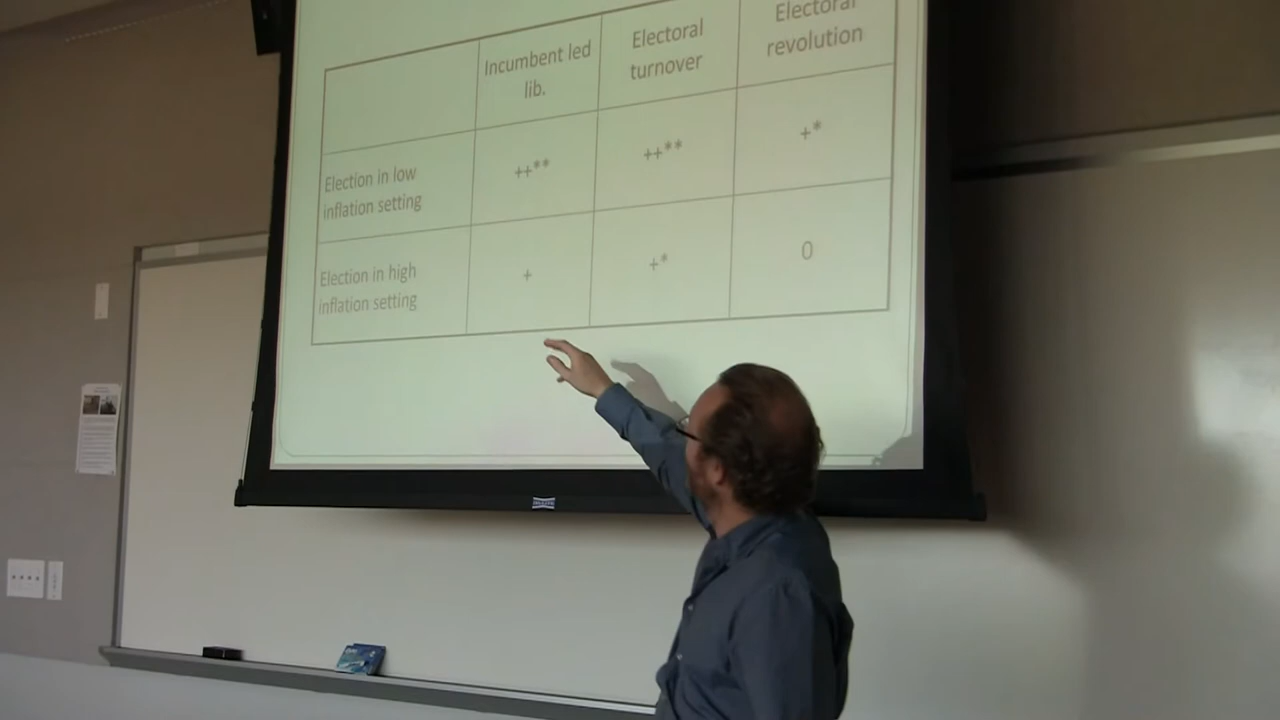 Incumbent led
lib.
Electoral
turnover
Electoral
revolution
Election in low
inflation setting
++**
++**
+*
Election in high
inflation setting
+
+*
0